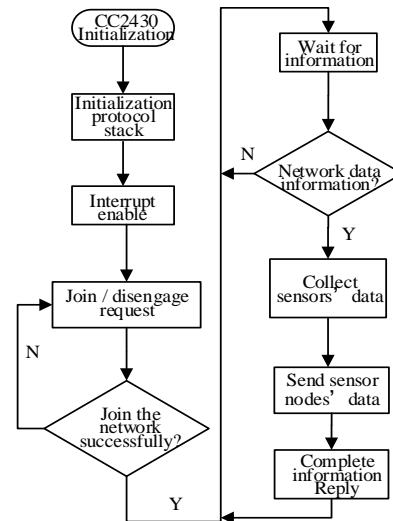 CC2430
Initialization
Initialization
protocol
stack
Interrupt
enable
Join / disengage
request
N
Join the
network
successfully?
Y
Wait for
information
N
Network data
information?
Y
Collect
sensors’ data
Send sensor
nodes’ data
Complete
information
Reply